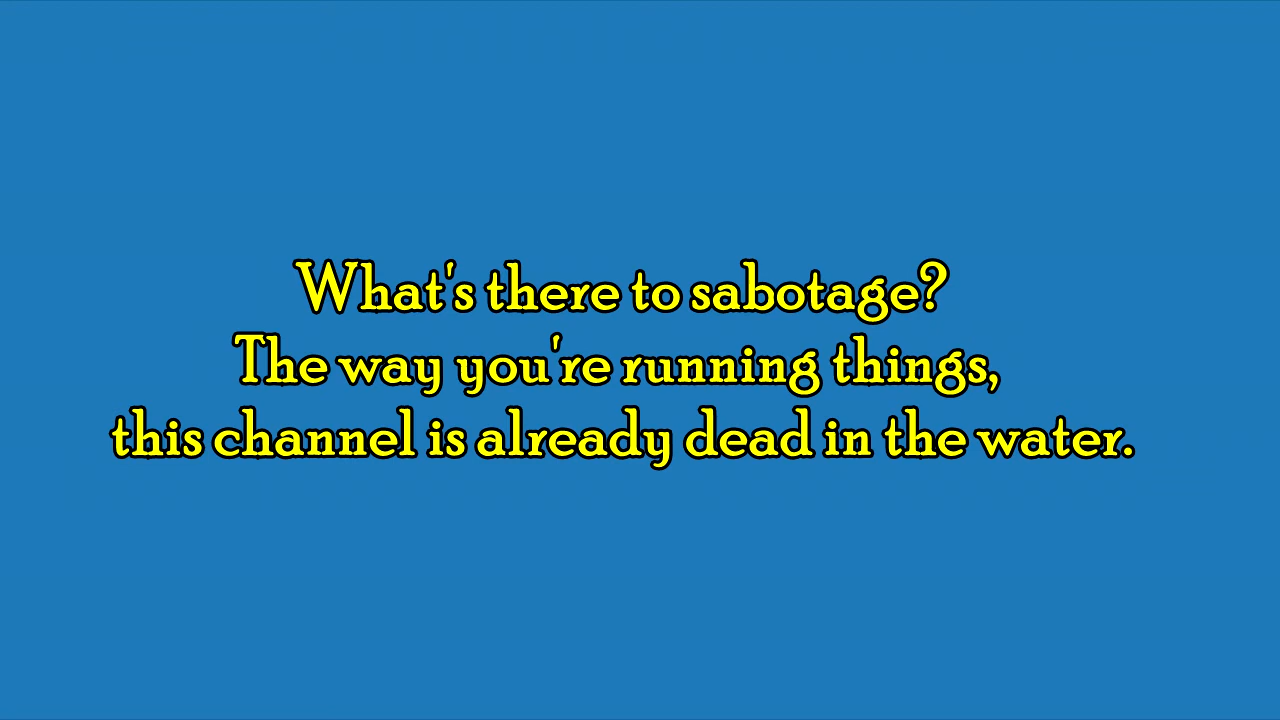 What's there to sabotage?
The way you're running things,
this channel is already dead in the water.